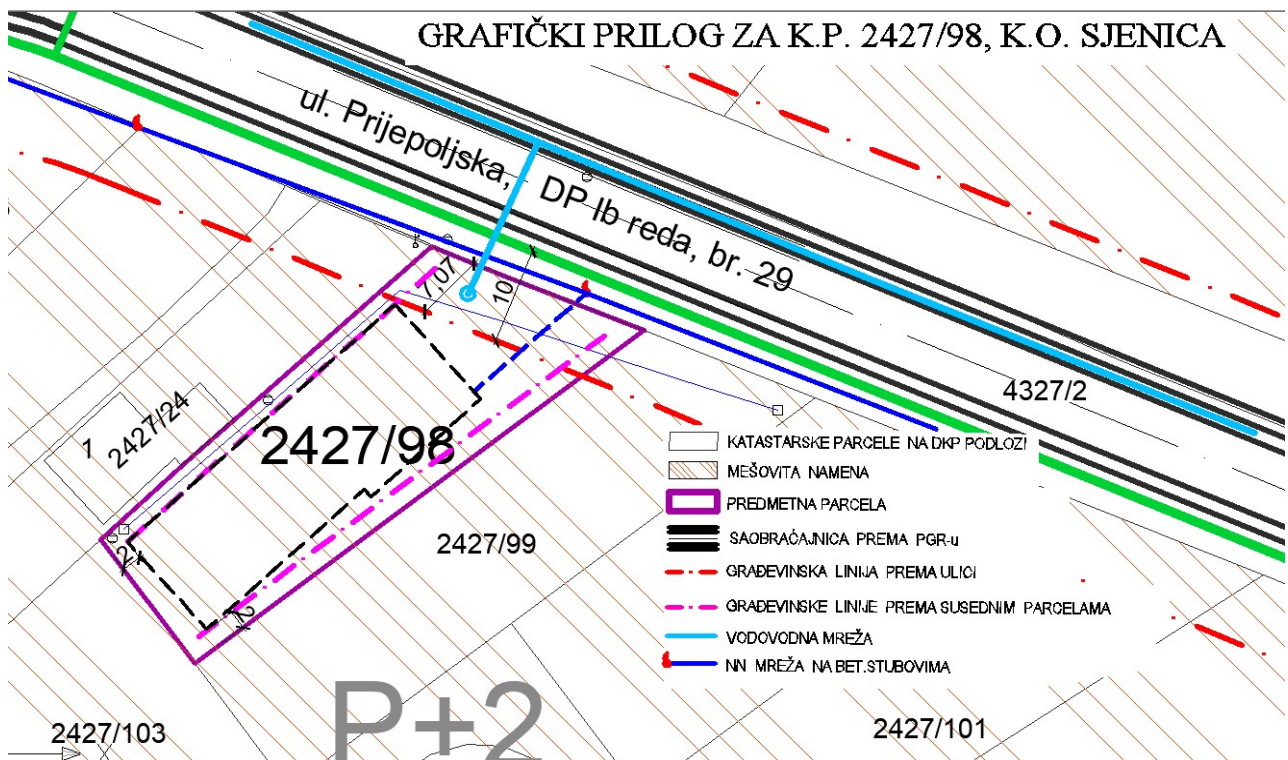 GRAFIČKI PRILOG ZA K.P. 2427/98, K.O. SJENICA
ul. Prijepoljska, DP Ib reda, br. 29
7,07
10
4327/2
1
2427/24
2427/98
2427/99
2
2
KATASTARSKE PARCELE NA DKP PODLOZI
MEŠOVITA NAMENA
PREDMETNA PARCELA
SAOBRAĆAJNICA PREMA PGR-u
GRAĐEVINSKA LINIJA PREMA ULICI
GRAĐEVINSKE LINIJE PREMA SUSEDNIM PARCELAMA
VODOVODNA MREŽA
NN MREŽA NA BET.STUBOVIMA
P+2
2427/103
2427/101